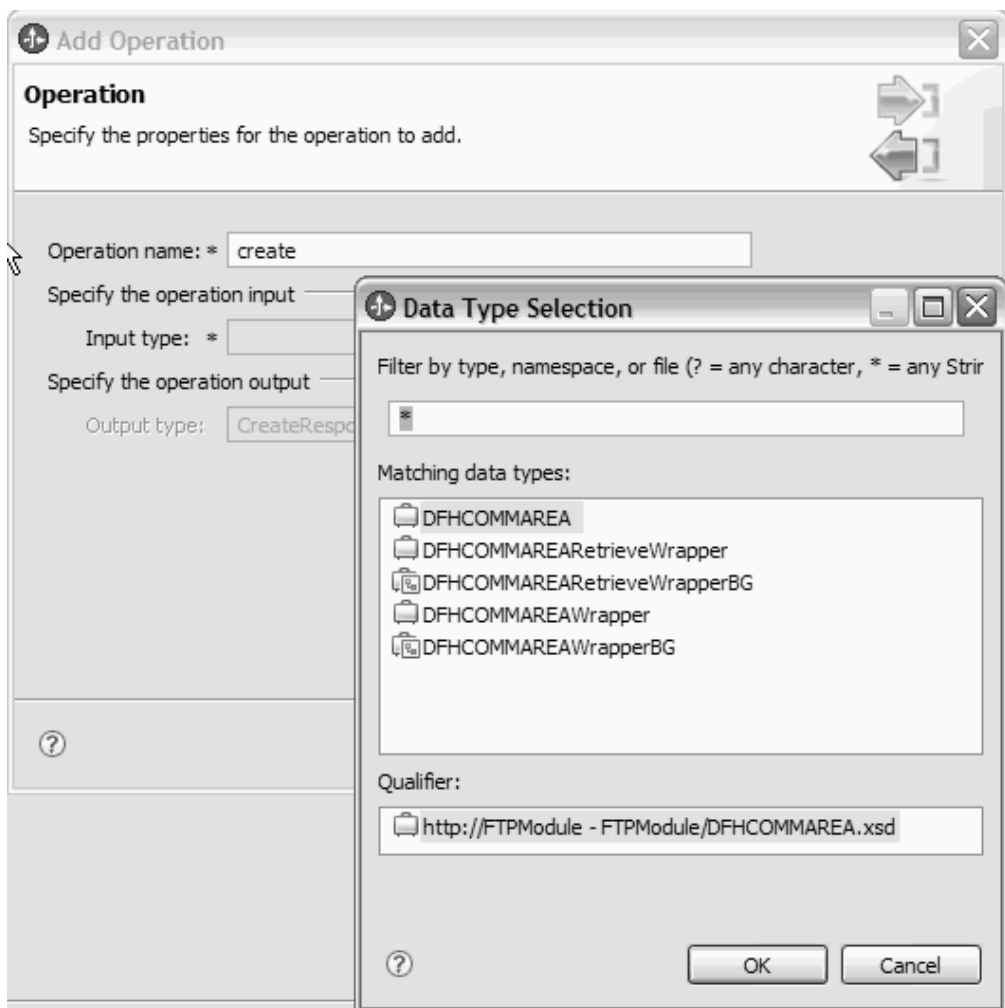 Add Operation
Operation
Specify the properties for the operation to add.
Operation name: * create
Specify the operation input
Input type: *
Specify the operation output
Output type: CreateRespo
Data Type Selection
Filter by type, namespace, or file (? = any character, * = any Strir
*
Matching data types:
DFHCOMMAREA
DFHCOMMAREARetrieveWrapper
DFHCOMMAREARetrieveWrapperBG
DFHCOMMAREAWrapper
DFHCOMMAREAWrapperBG
Qualifier:
http://FTPModule - FTPModule/DFHCOMMAREA.xsd
OK Cancel